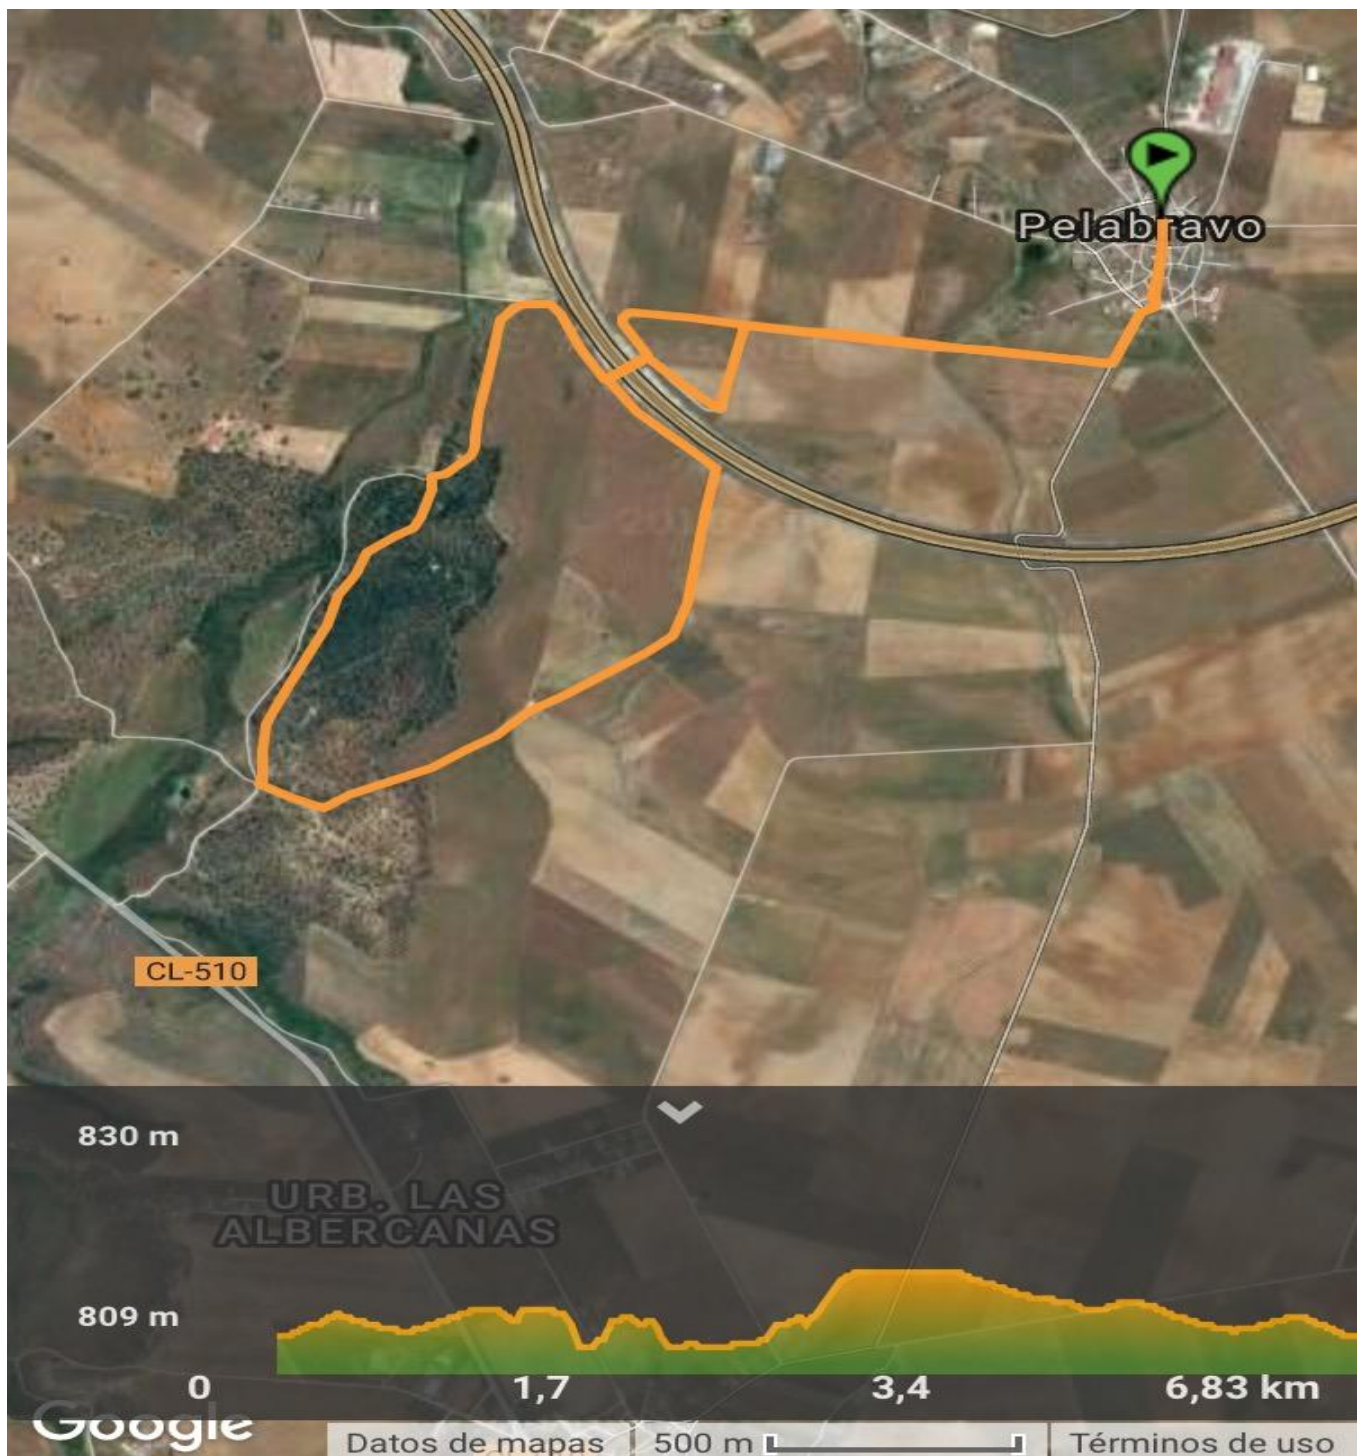 Pelabravo
CL-510
830 m
URB. LAS
ALBERCANAS
809 m
0 1,7 3,4 6,83 km
Google
Datos de mapas 500 m Términos de uso